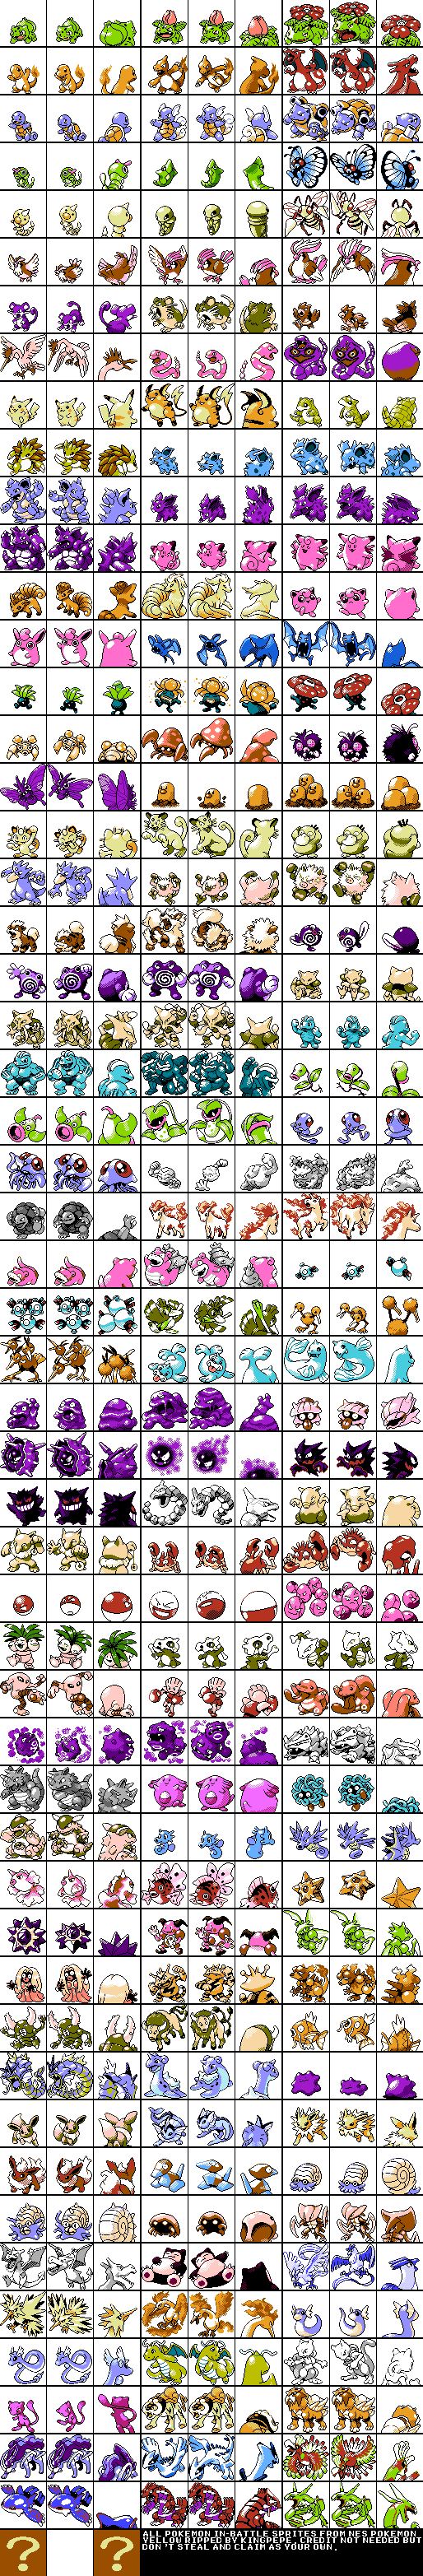 ALL POKEMON IN-BATTLE SPRITES FROM NES POKEMON
YELLOW RIPPED BY KINGPEPE. CREDIT NOT NEEDED BUT
DON'T STEAL AND CLAIM AS YOUR OWN.
? ?